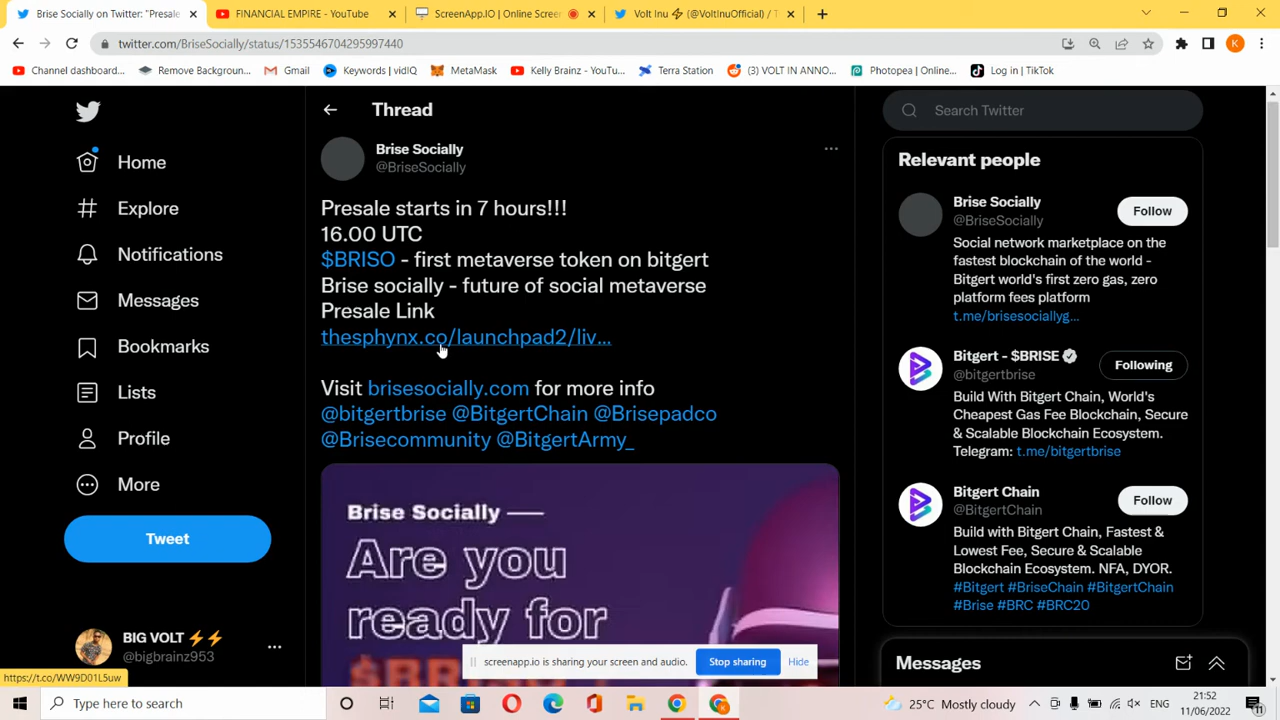 Brise Socially on Twitter: "Presale
FINANCIAL EMPIRE - YouTube
ScreenApp.IO | Online Scree
Volt Inu ⚡ (@VoltInuOfficial) / T
twitter.com/BriseSocially/status/1535546704295997440
K
Channel dashboard...
Remove Backgroun...
Gmail
Keywords | vidIQ
MetaMask
Kelly Brainz - YouTu...
Terra Station
(3) VOLT IN ANNO...
Photopea | Online...
Log in | TikTok
Home
Explore
Notifications
Messages
Bookmarks
Lists
Profile
More
Tweet
BIG VOLT ⚡⚡
@bigbrainz953
https://t.co/WW9D01L5uw
Thread
Brise Socially
@BriseSocially
Presale starts in 7 hours!!!
16.00 UTC
$BRISO - first metaverse token on bitgert
Brise socially - future of social metaverse
Presale Link
thesphynx.co/launchpad2/liv...
Visit brisesocially.com for more info
@bitgertbrise @BitgertChain @Brisepadco
@Brisecommunity @BitgertArmy_
Brise Socially
Are you
ready for
$BRISO
screenapp.io is sharing your screen and audio.
Stop sharing
Hide
Search Twitter
Relevant people
Brise Socially
@BriseSocially
Follow
Social network marketplace on the
fastest blockchain of the world -
Bitgert world's first zero gas, zero
platform fees platform
t.me/brisesociallyg...
Bitgert - $BRISE
@bitgertbrise
Following
Build With Bitgert Chain, World's
Cheapest Gas Fee Blockchain, Secure
& Scalable Blockchain Ecosystem.
Telegram: t.me/bitgertbrise
Bitgert Chain
@BitgertChain
Follow
Build with Bitgert Chain, Fastest &
Lowest Fee, Secure & Scalable
Blockchain Ecosystem. NFA, DYOR.
#Bitgert #BriseChain #BitgertChain
#Brise #BRC #BRC20
Messages
Type here to search
25°C Mostly cloudy
ENG
21:52
11/06/2022
11